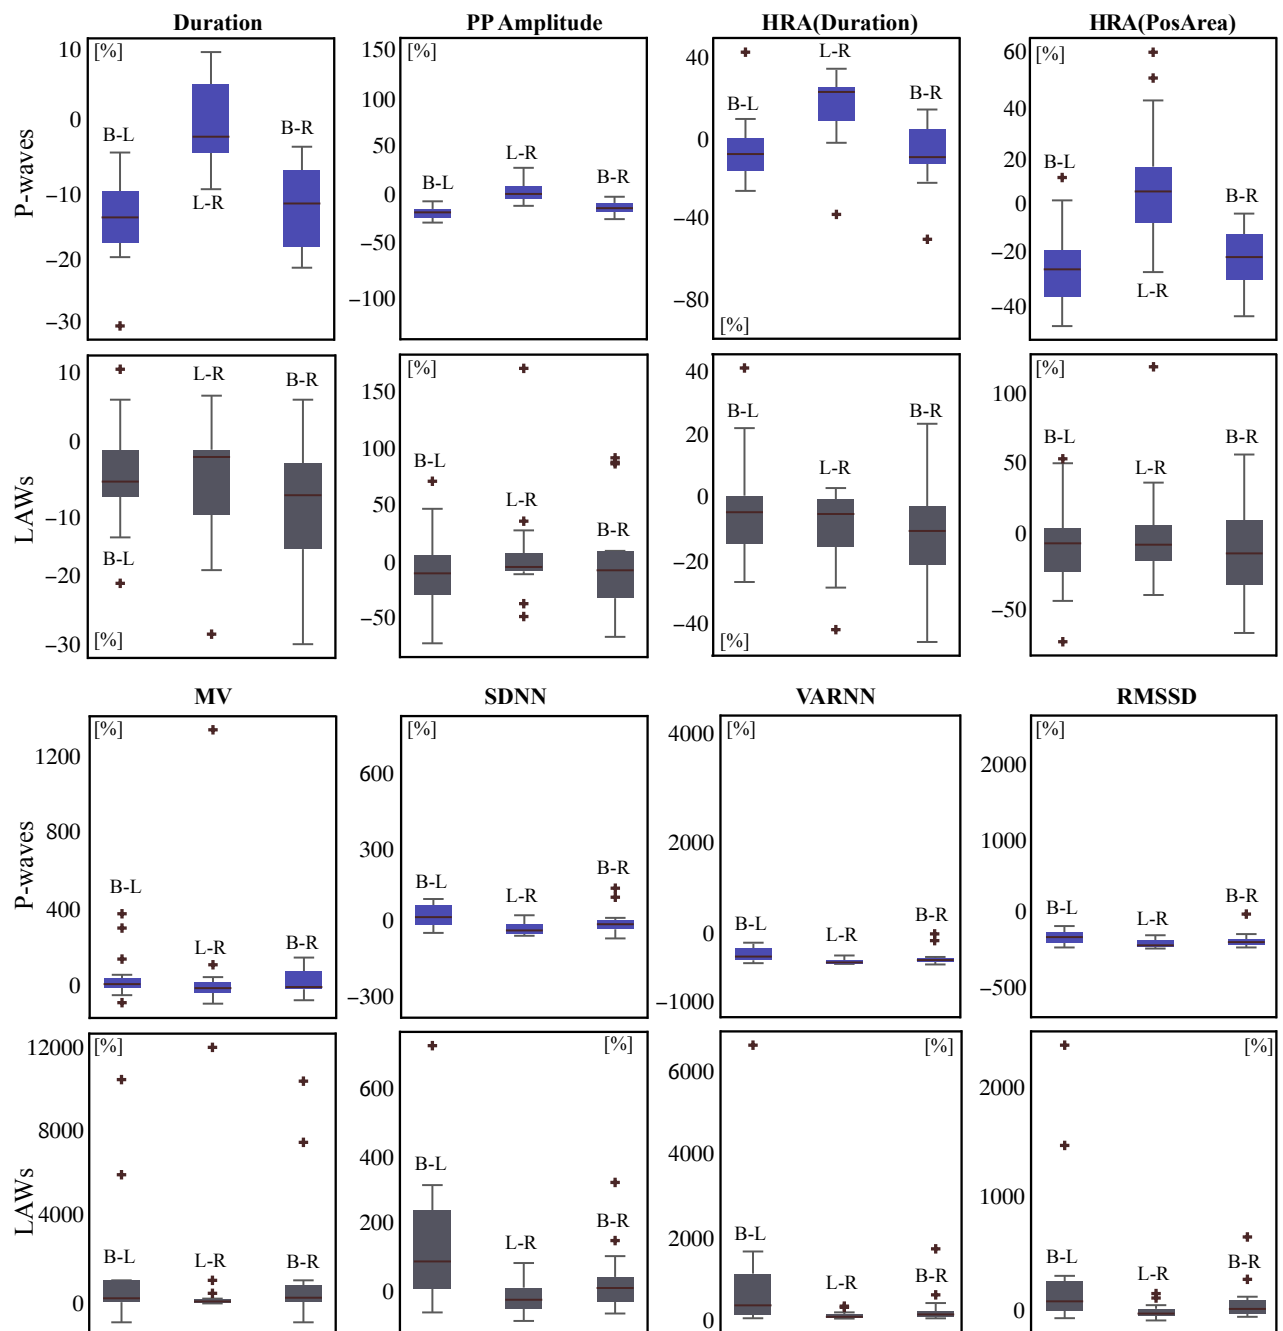 Duration PP Amplitude HRA(Duration) HRA(PosArea)
P-waves
[%]
10
0
−10
−20
−30
B-L
L-R
B-R
[%]
150
100
50
0
−50
−100
B-L
L-R
B-R
40
0
−40
−80
B-L
L-R
B-R
[%]
[%]
60
40
20
0
−20
−40
B-L
L-R
B-R
LAWs
10
0
−10
−20
−30
B-L
L-R
B-R
[%]
[%]
150
100
50
0
−50
B-L
L-R
B-R
40
20
0
−20
−40
B-L
L-R
B-R
[%]
[%]
100
50
0
−50
B-L
L-R
B-R
MV SDNN VARNN RMSSD
P-waves
[%]
1200
800
400
0
B-L
L-R
B-R
[%]
600
300
0
−300
B-L
L-R
B-R
[%]
4000
2000
0
−1000
B-L
L-R
B-R
[%]
2000
1000
0
−500
B-L
L-R
B-R
LAWs
[%]
12000
8000
4000
0
B-L
L-R
B-R
[%]
600
400
200
0
B-L
L-R
B-R
[%]
6000
4000
2000
0
B-L
L-R
B-R
[%]
2000
1000
0
B-L
L-R
B-R